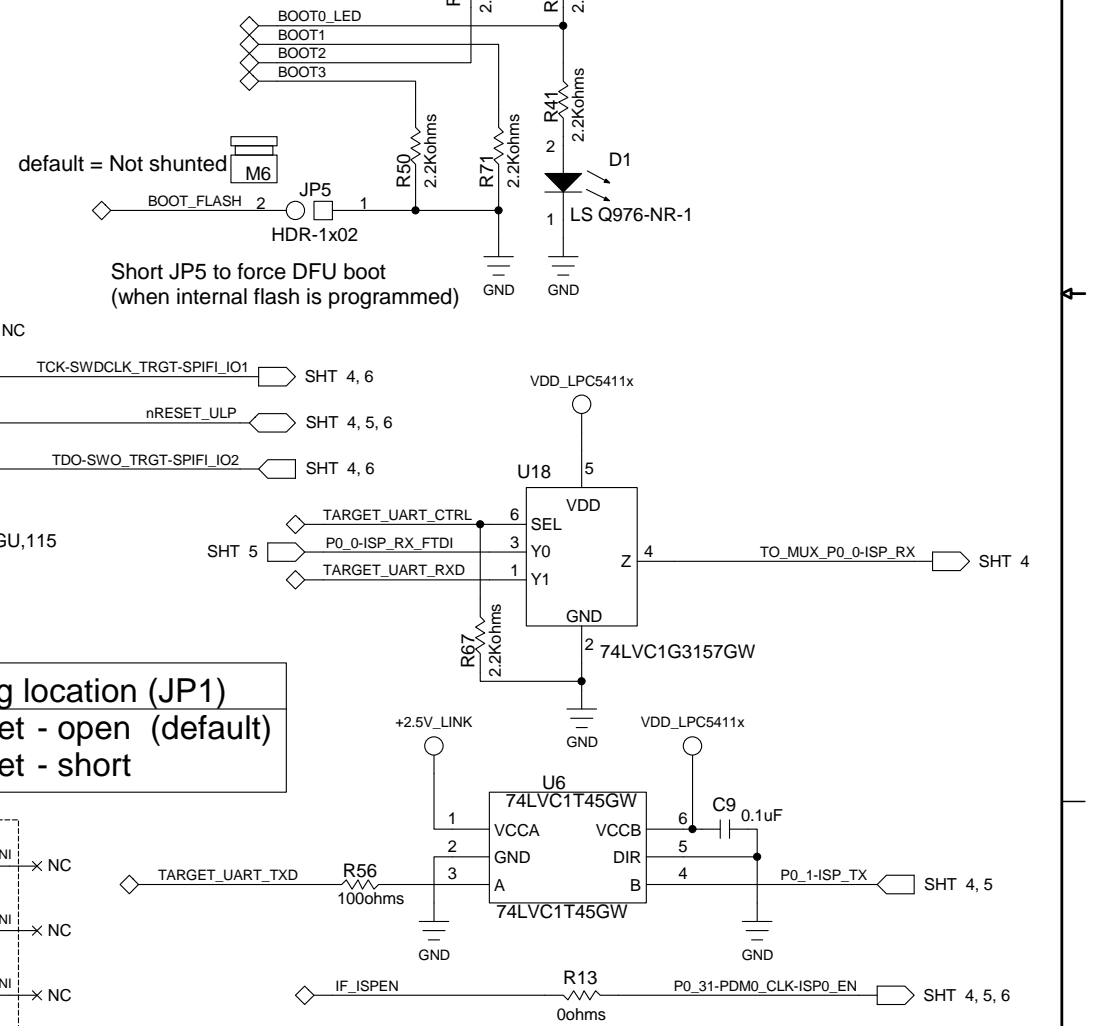 BOOT0_LED
BOOT1
BOOT2
BOOT3
R41
2.2Kohms
R50
2.2Kohms
R71
2.2Kohms
2
D1
default = Not shunted
M6
JP5
BOOT_FLASH
2
1
HDR-1x02
1
LS Q976-NR-1
Short JP5 to force DFU boot
(when internal flash is programmed)
GND
GND
NC
TCK-SWDCLK_TRGT-SPIFI_IO1
SHT 4, 6
nRESET_ULP
SHT 4, 5, 6
TDO-SWO_TRGT-SPIFI_IO2
SHT 4, 6
VDD_LPC5411x
U18
5
VDD
TARGET_UART_CTRL
6
SEL
GU,115
SHT 5
P0_0-ISP_RX_FTDI
3
Y0
TARGET_UART_RXD
1
Y1
Z
4
TO_MUX_P0_0-ISP_RX
SHT 4
GND
2
74LVC1G3157GW
R67
2.2Kohms
GND
g location (JP1)
et - open (default)
et - short
+2.5V_LINK
VDD_LPC5411x
U6
74LVC1T45GW
1
VCCA
VCCB
6
C9
0.1uF
2
GND
DIR
5
TARGET_UART_TXD
R56
100ohms
3
A
B
4
P0_1-ISP_TX
SHT 4, 5
74LVC1T45GW
GND
GND
NI
NC
NI
NC
NI
NC
IF_ISPEN
R13
0ohms
P0_31-PDM0_CLK-ISP0_EN
SHT 4, 5, 6